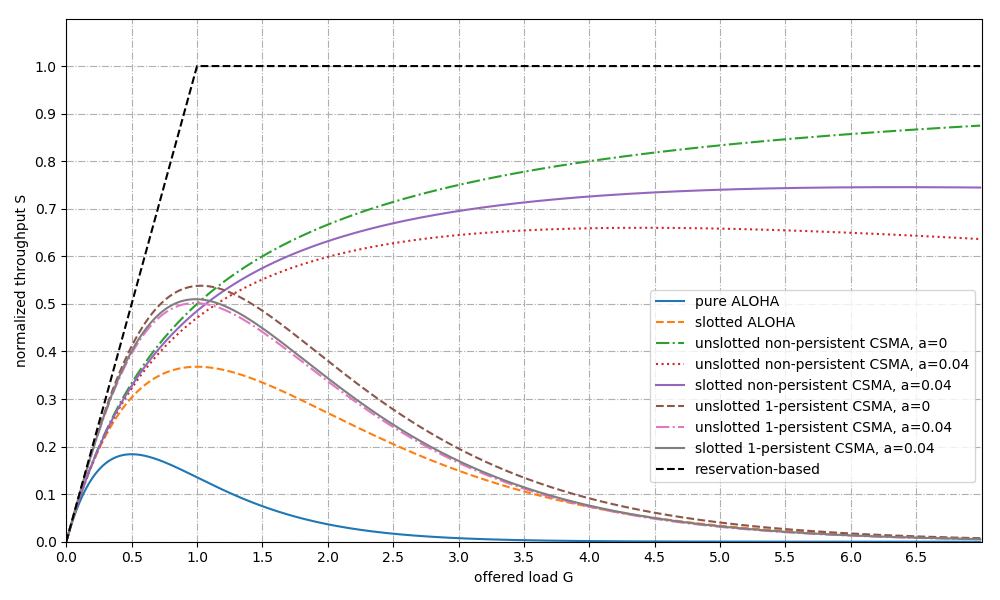 normalized throughput S
1.0
0.9
0.8
0.7
0.6
0.5
0.4
0.3
0.2
0.1
0.0
pure ALOHA
slotted ALOHA
unslotted non-persistent CSMA, a=0
unslotted non-persistent CSMA, a=0.04
slotted non-persistent CSMA, a=0.04
unslotted 1-persistent CSMA, a=0
unslotted 1-persistent CSMA, a=0.04
slotted 1-persistent CSMA, a=0.04
reservation-based
0.0 0.5 1.0 1.5 2.0 2.5 3.0 3.5 4.0 4.5 5.0 5.5 6.0 6.5
offered load G